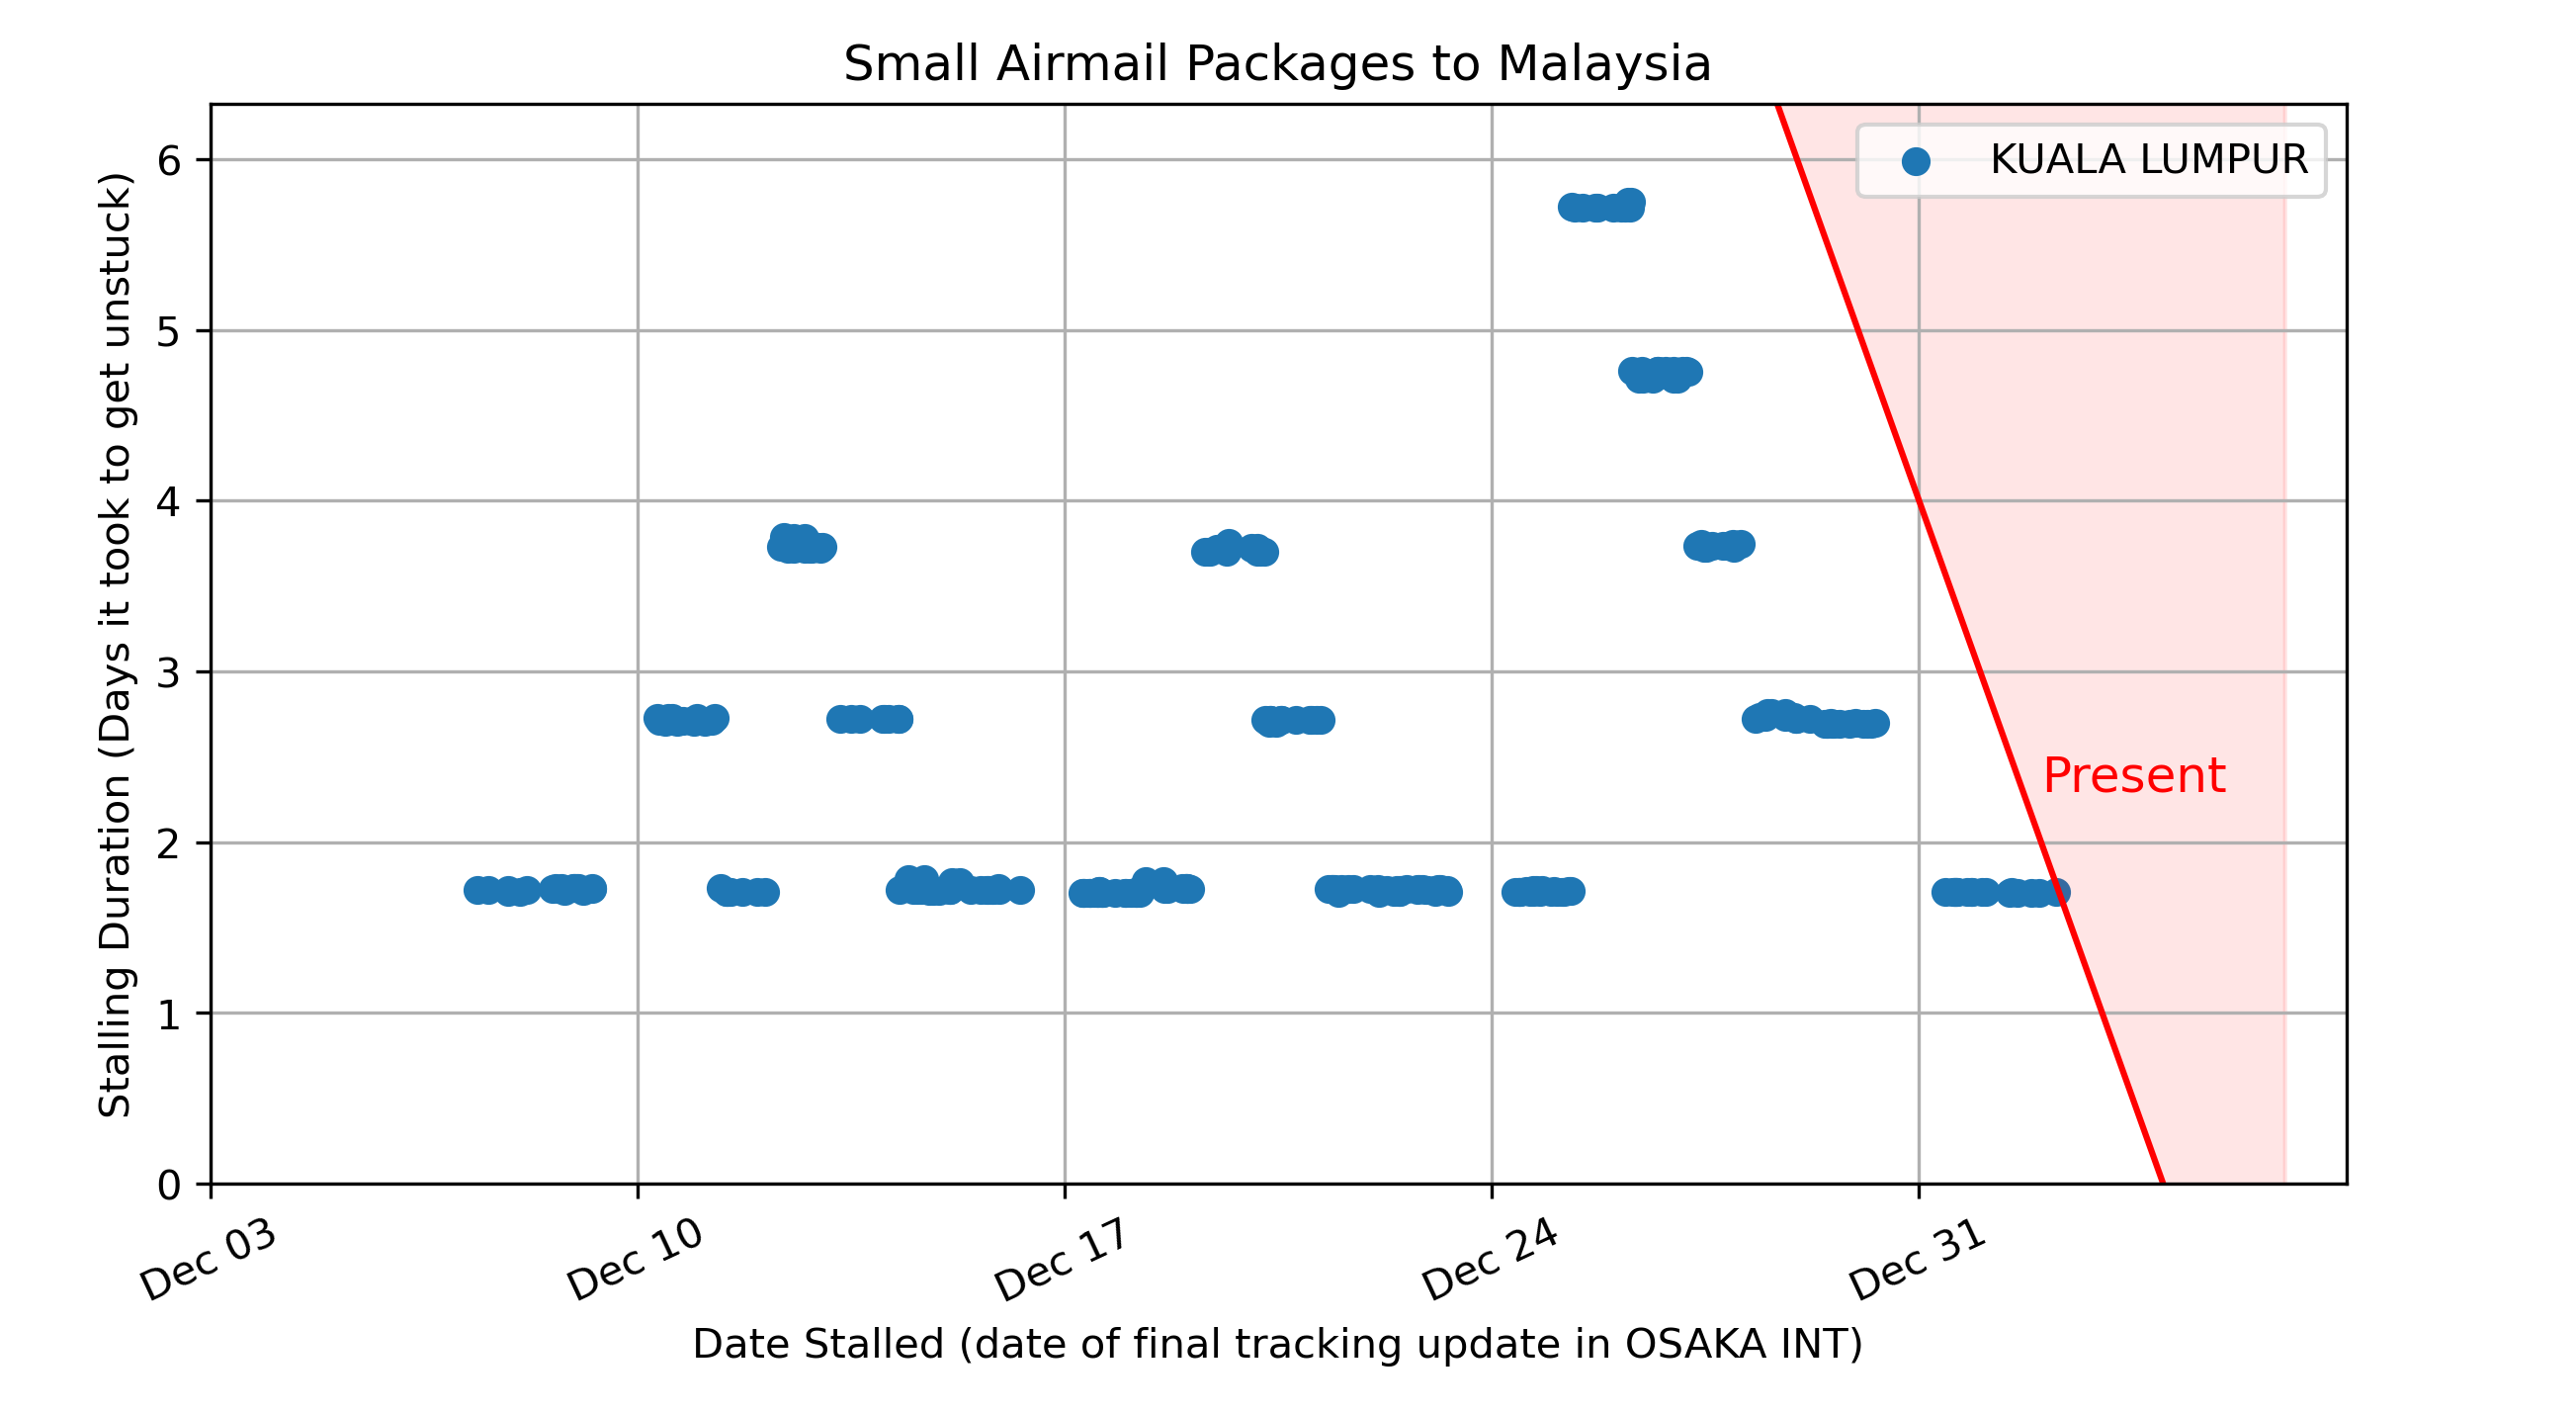 Small Airmail Packages to Malaysia
KUALA LUMPUR
Stalling Duration (Days it took to get unstuck)
6
5
4
3
2
1
0
Present
Dec 03
Dec 10
Dec 17
Dec 24
Dec 31
Date Stalled (date of final tracking update in OSAKA INT)